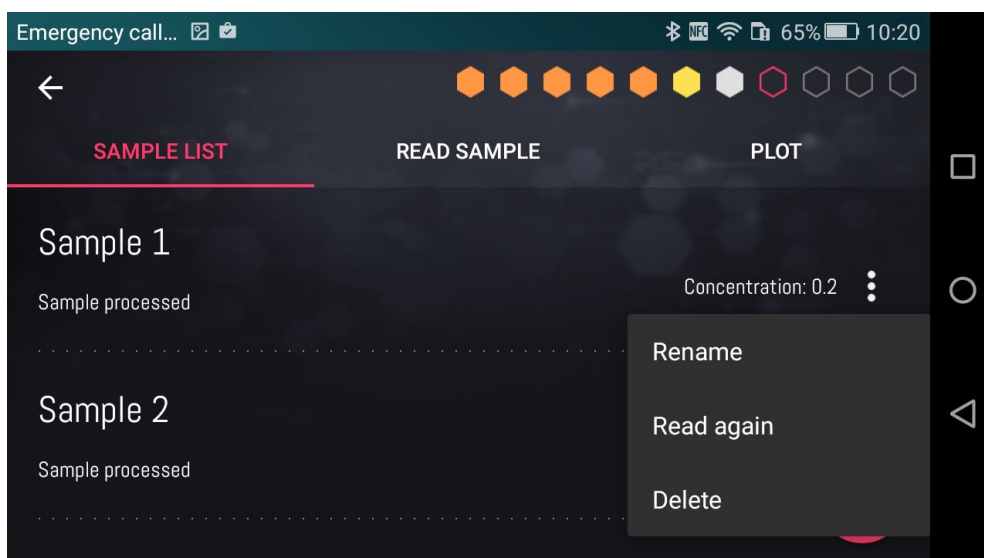 Emergency call... NFC 65% 10:20
SAMPLE LIST READ SAMPLE PLOT
Sample 1
Concentration: 0.2
Sample processed
Rename
Sample 2
Read again
Sample processed
Delete